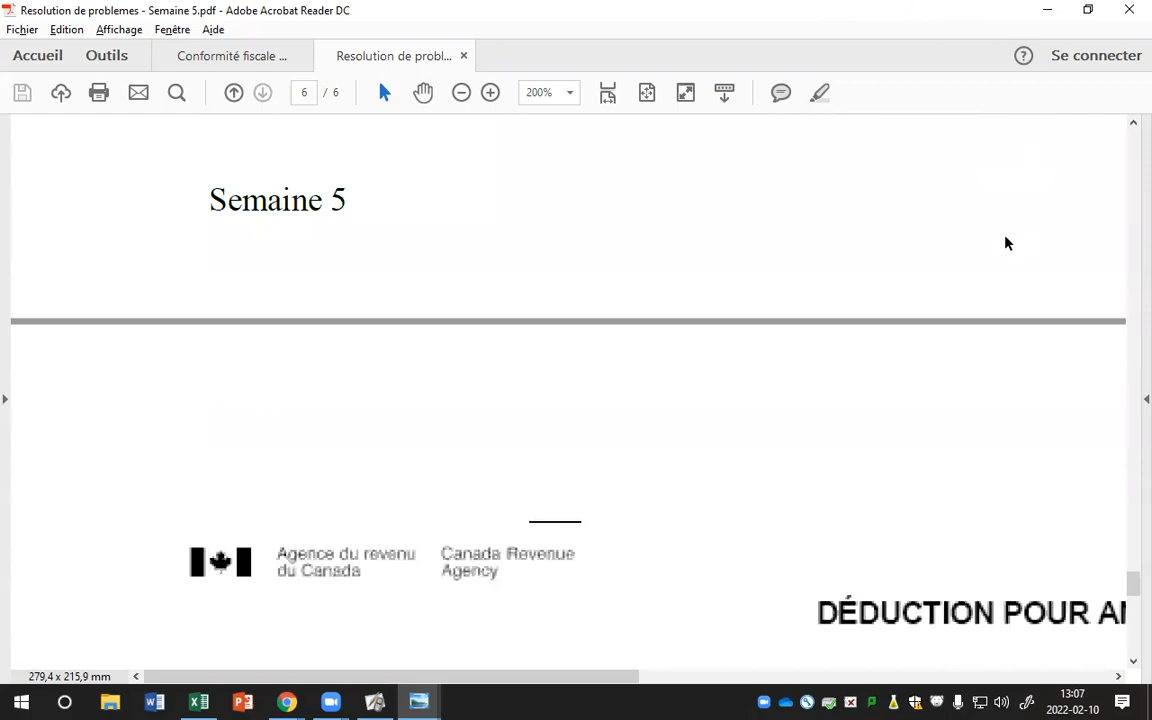 Resolution de problemes - Semaine 5.pdf - Adobe Acrobat Reader DC
Fichier Edition Affichage Fenêtre Aide
Accueil Outils Conformité fiscale ... Resolution de probl... × ? Se connecter
6 / 6 200%
Semaine 5
Agence du revenu
du Canada
Canada Revenue
Agency
DÉDUCTION POUR
279,4 x 215,9 mm
13:07
2022-02-10